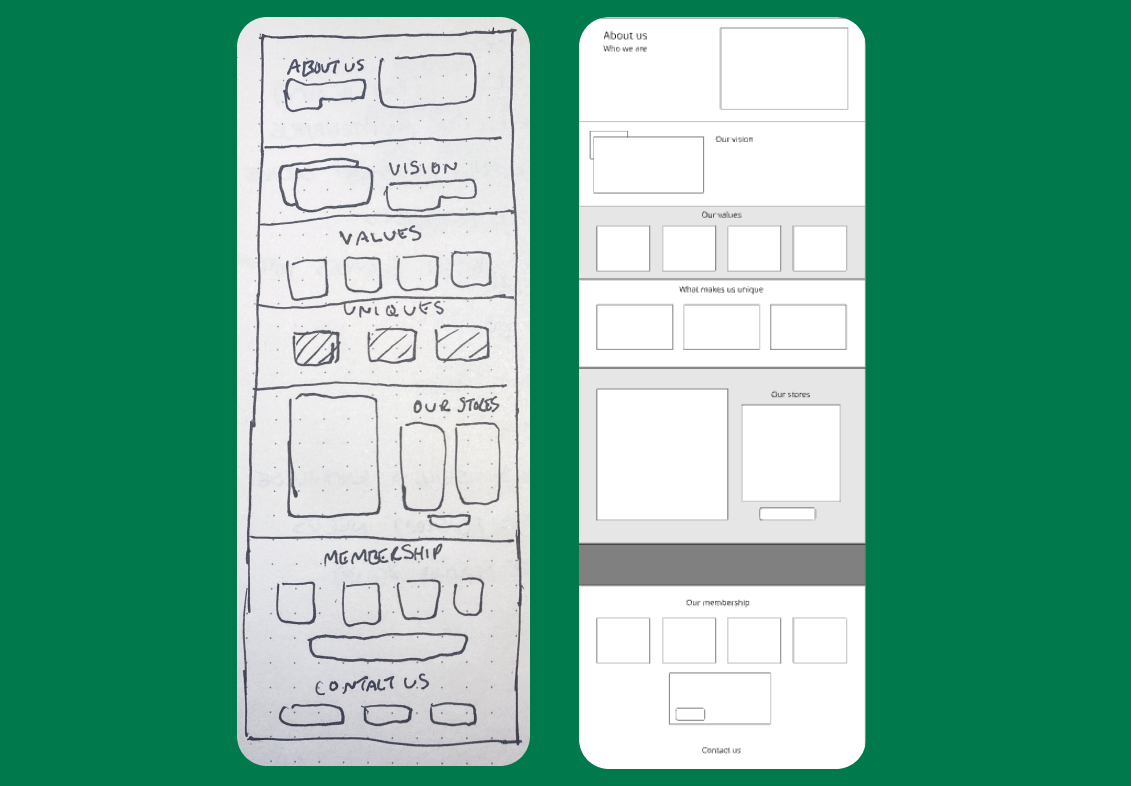 ABOUT US
VISION
VALUES
UNIQUES
OUR STORES
MEMBERSHIP
CONTACT US
About us
Who we are
Our vision
Our values
What makes us unique
Our stores
Our membership
Contact us